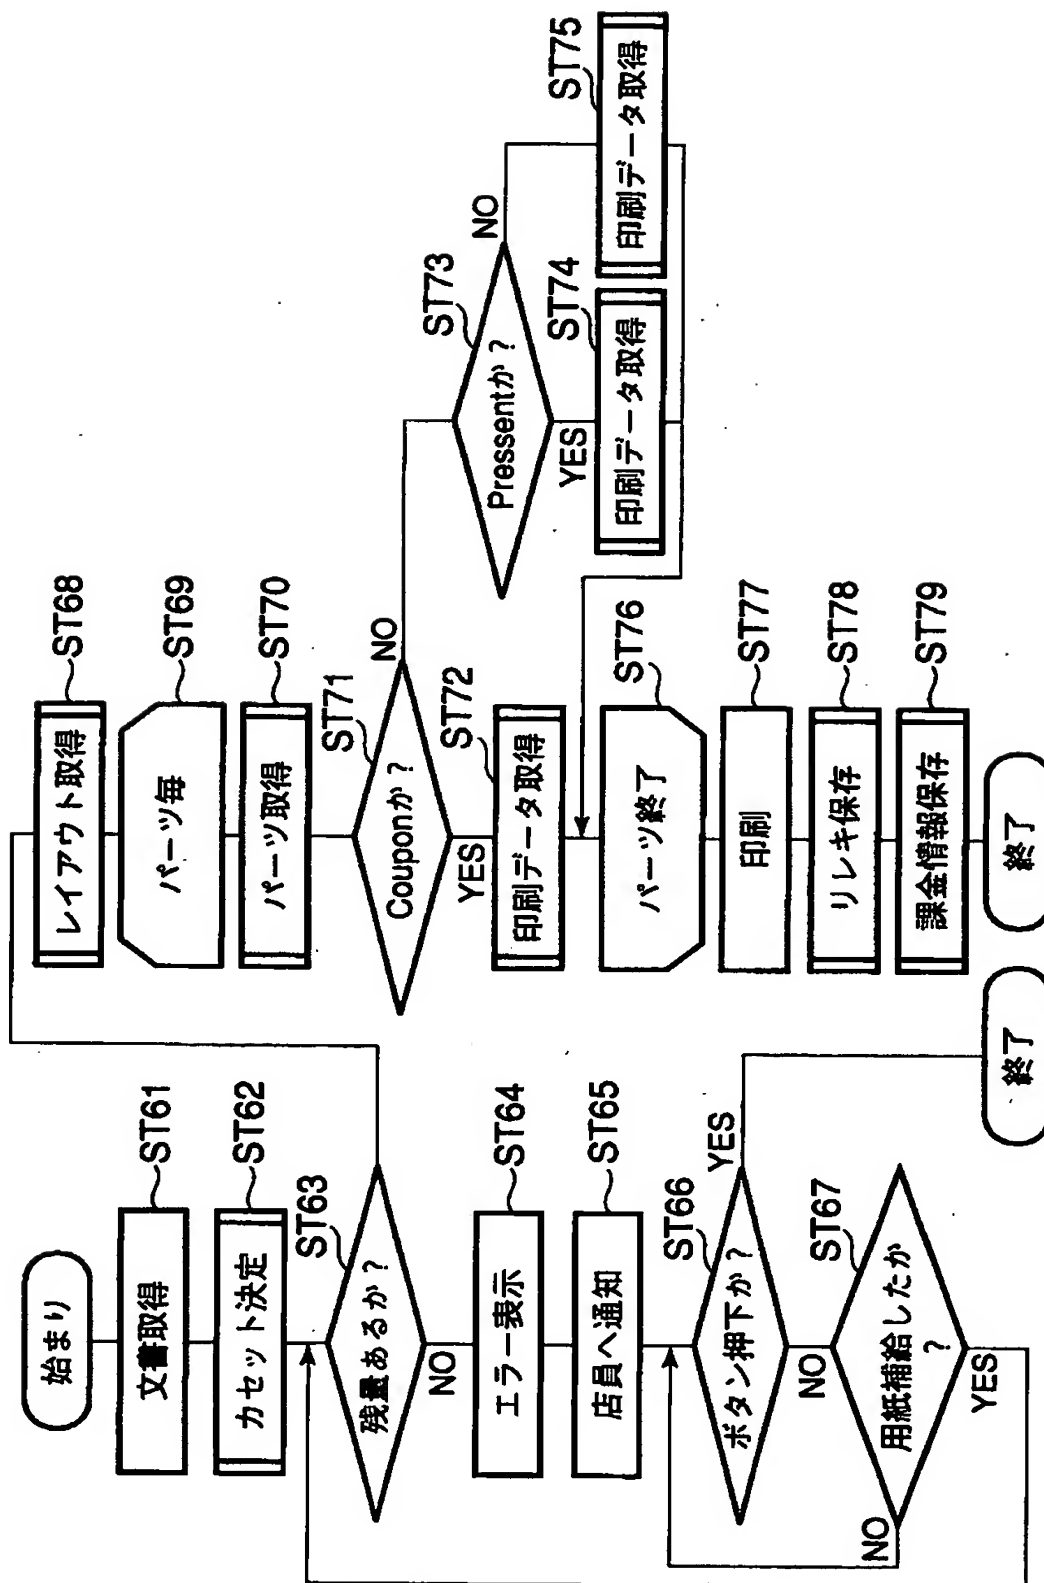 始まり
文書取得
ST61
カセット決定
ST62
残量あるか?
ST63
NO
エラー表示
ST64
店員へ通知
ST65
ボタン押下か?
ST66
YES
NO
用紙補給したか
?
ST67
NO
YES
終了
レイアウト取得
ST68
パーツ毎
ST69
パーツ取得
ST70
Couponか?
ST71
NO
YES
印刷データ取得
ST72
Pressentか?
ST73
NO
YES
印刷データ取得
ST74
印刷データ取得
ST75
パーツ終了
ST76
印刷
ST77
リレキ保存
ST78
課金情報保存
ST79
終了